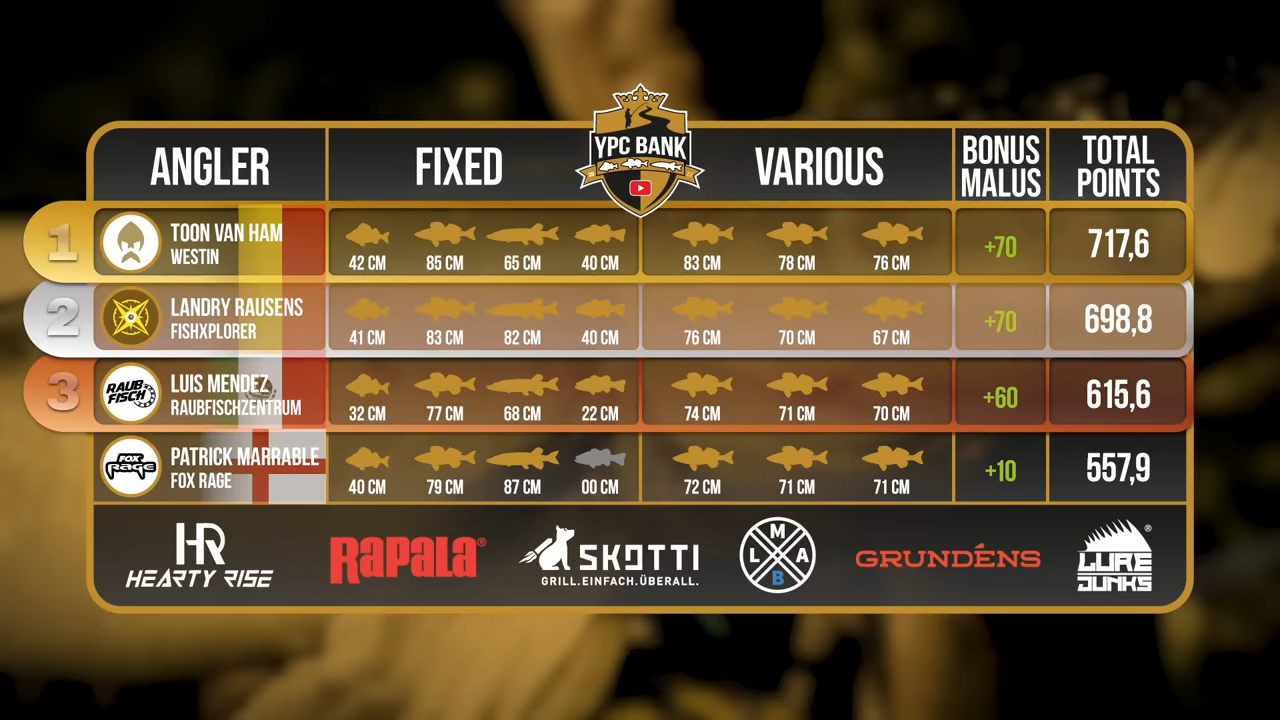 YPC BANK
ANGLER FIXED VARIOUS BONUS MALUS TOTAL POINTS
1 TOON VAN HAM
WESTIN
42 CM 85 CM 65 CM 40 CM 83 CM 78 CM 76 CM +70 717,6
2 LANDRY RAUSENS
FISHXPLORER
41 CM 83 CM 82 CM 40 CM 76 CM 70 CM 67 CM +70 698,8
3 RAUB FISCH LUIS MENDEZ
RAUBFISCHZENTRUM
32 CM 77 CM 68 CM 22 CM 74 CM 71 CM 70 CM +60 615,6
FOX RAGE PATRICK MARRABLE
FOX RAGE
40 CM 79 CM 87 CM 00 CM 72 CM 71 CM 71 CM +10 557,9
HR
HEARTY RISE
RAPALA®
SKOTTI
GRILL.EINFACH.ÜBERALL.
M
L A
B
GRUNDÉNS
LURE
JUNKS
®